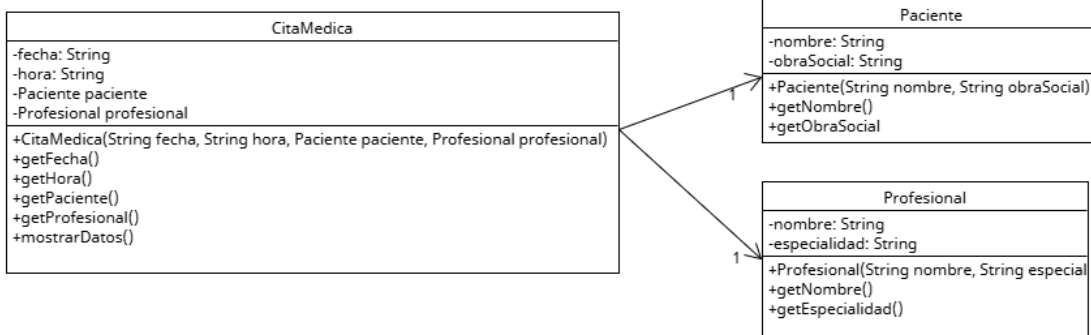 CitaMedica
-fecha: String
-hora: String
-Paciente paciente
-Profesional profesional
+CitaMedica(String fecha, String hora, Paciente paciente, Profesional profesional)
+getFecha()
+getHora()
+getPaciente()
+getProfesional()
+mostrarDatos()
1
1
Paciente
-nombre: String
-obraSocial: String
+Paciente(String nombre, String obraSocial)
+getNombre()
+getObraSocial
Profesional
-nombre: String
-especialidad: String
+Profesional(String nombre, String especial
+getNombre()
+getEspecialidad()